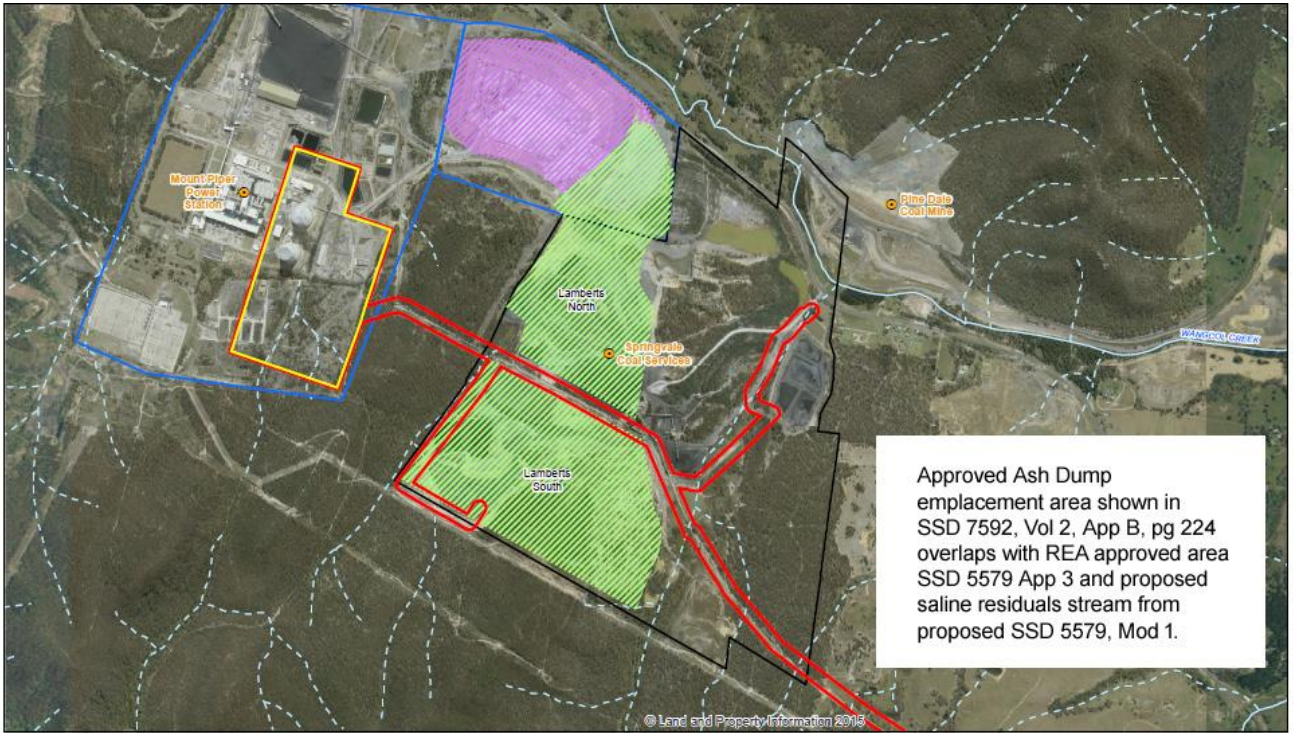 Mount Piper
Power
Station
Pine Dale
Coal Mine
Lamberts
North
Springvale
Coal Services
WANGCOL CREEK
Lamberts
South
Approved Ash Dump
emplacement area shown in
SSD 7592, Vol 2, App B, pg 224
overlaps with REA approved area
SSD 5579 App 3 and proposed
saline residuals stream from
proposed SSD 5579, Mod 1.
© Land and Property Information 2015